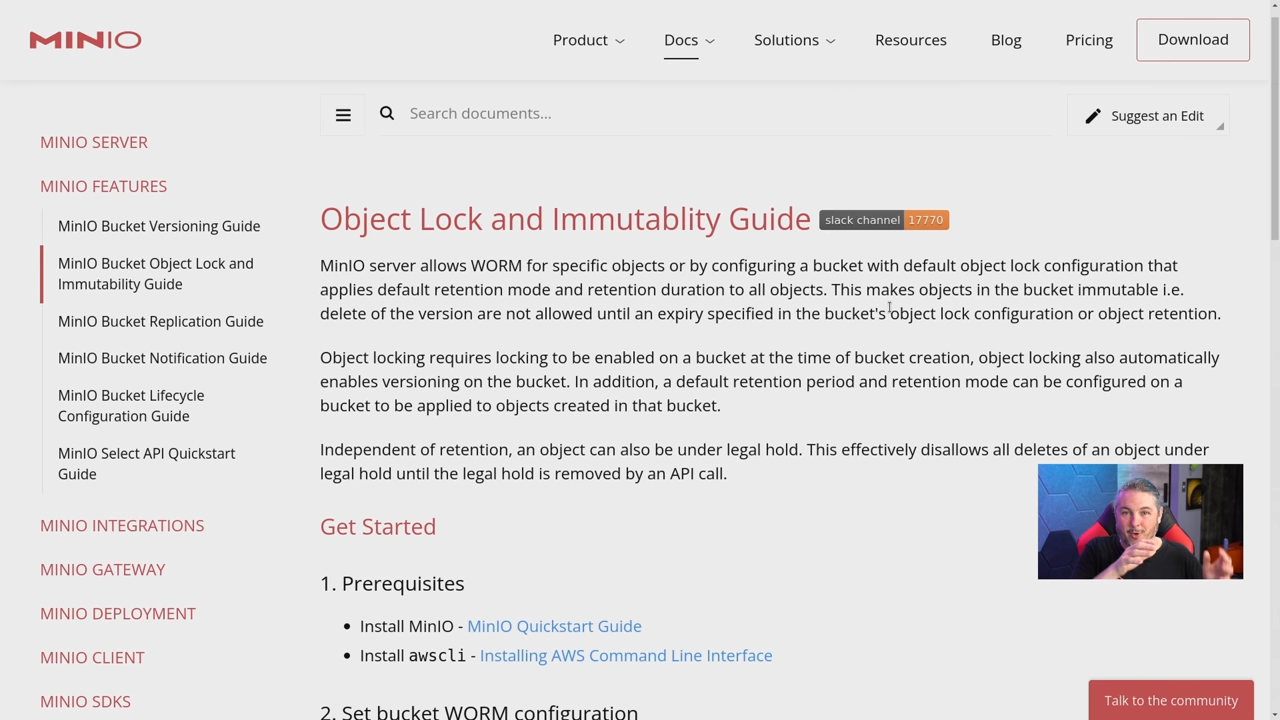 MINIO
Product
Docs
Solutions
Resources
Blog
Pricing
Download
Search documents...
Suggest an Edit
MINIO SERVER
MINIO FEATURES
MinIO Bucket Versioning Guide
MinIO Bucket Object Lock and
Immutability Guide
MinIO Bucket Replication Guide
MinIO Bucket Notification Guide
MinIO Bucket Lifecycle
Configuration Guide
MinIO Select API Quickstart
Guide
MINIO INTEGRATIONS
MINIO GATEWAY
MINIO DEPLOYMENT
MINIO CLIENT
MINIO SDKS
Object Lock and Immutablity Guide
slack channel 17770
MinIO server allows WORM for specific objects or by configuring a bucket with default object lock configuration that
applies default retention mode and retention duration to all objects. This makes objects in the bucket immutable i.e.
delete of the version are not allowed until an expiry specified in the bucket's object lock configuration or object retention.
Object locking requires locking to be enabled on a bucket at the time of bucket creation, object locking also automatically
enables versioning on the bucket. In addition, a default retention period and retention mode can be configured on a
bucket to be applied to objects created in that bucket.
Independent of retention, an object can also be under legal hold. This effectively disallows all deletes of an object under
legal hold until the legal hold is removed by an API call.
Get Started
1. Prerequisites
• Install MinIO - MinIO Quickstart Guide
• Install awscli - Installing AWS Command Line Interface
2. Set bucket WORM configuration
Talk to the community